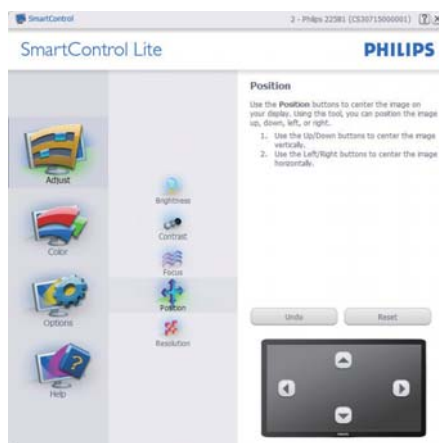 SmartControl
2 - Philips 225B1 (CS30715000001)
SmartControl Lite
PHILIPS
Adjust
Color
Options
Help
Brightness
Contrast
Focus
Position
Resolution
Position
Use the Position buttons to center the image on
your display. Using the tool, you can position the image
up, down, left, or right.
1. Use the Up/Down buttons to center the image
vertically.
2. Use the Left/Right buttons to center the image
horizontally.
Undo
Reset